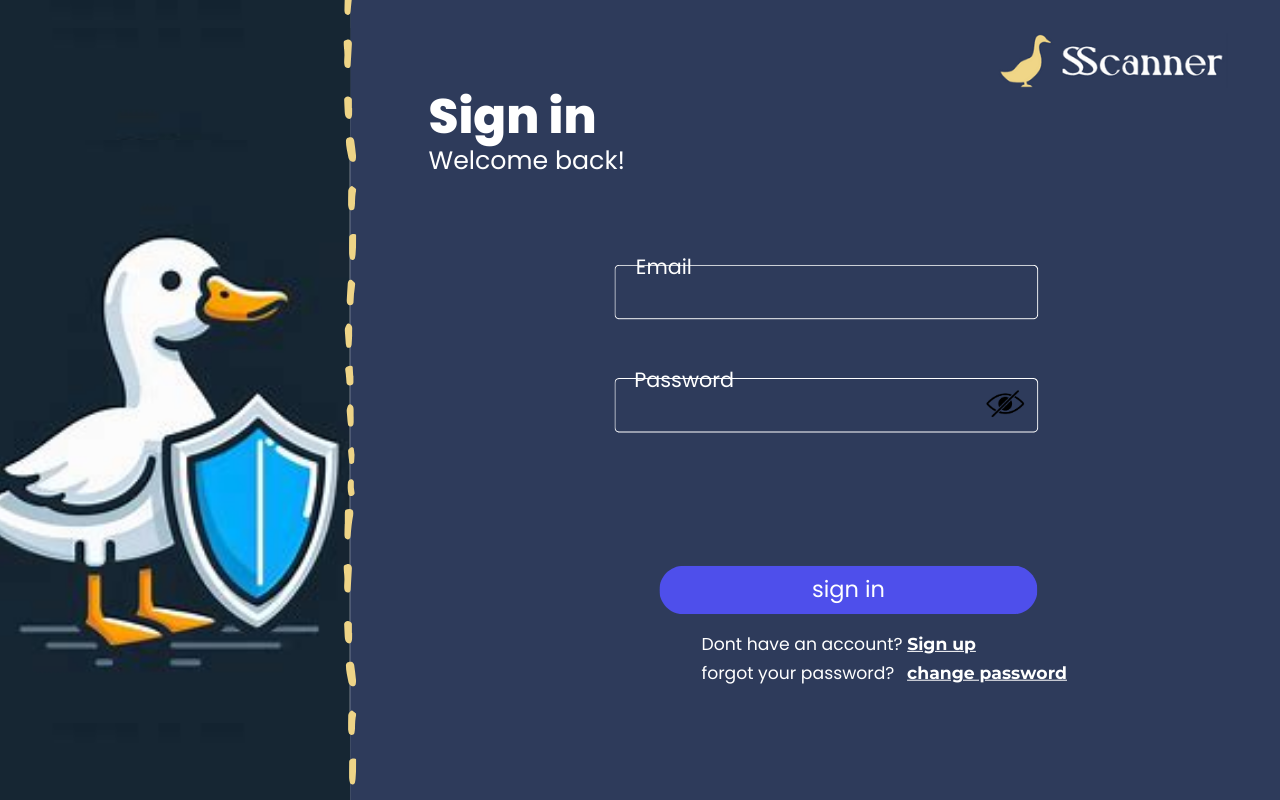 SScanner
Sign in
Welcome back!
Email
Password
sign in
Dont have an account? Sign up
forgot your password? change password